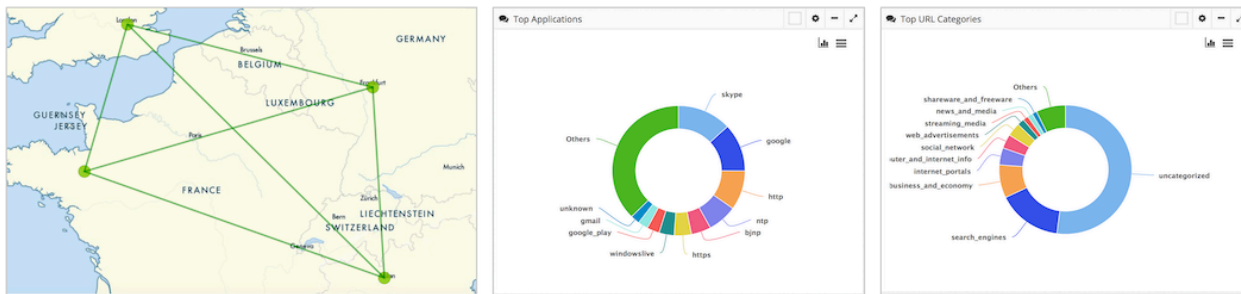 London
GERMANY
Brussels
BELGIUM
Frankfurt
LUXEMBOURG
GUERNSEY
JERSEY
Paris
Munich
FRANCE
Zürich
Bern
LIECHTENSTEIN
SWITZERLAND
Geneva
Top Applications
skype
google
Others
http
unknown
ntp
gmail
bjnp
google_play
windowslive
https
Top URL Categories
Others
shareware_and_freeware
news_and_media
streaming_media
web_advertisements
social_network
uter_and_internet_info
internet_portals
uncategorized
business_and_economy
search_engines